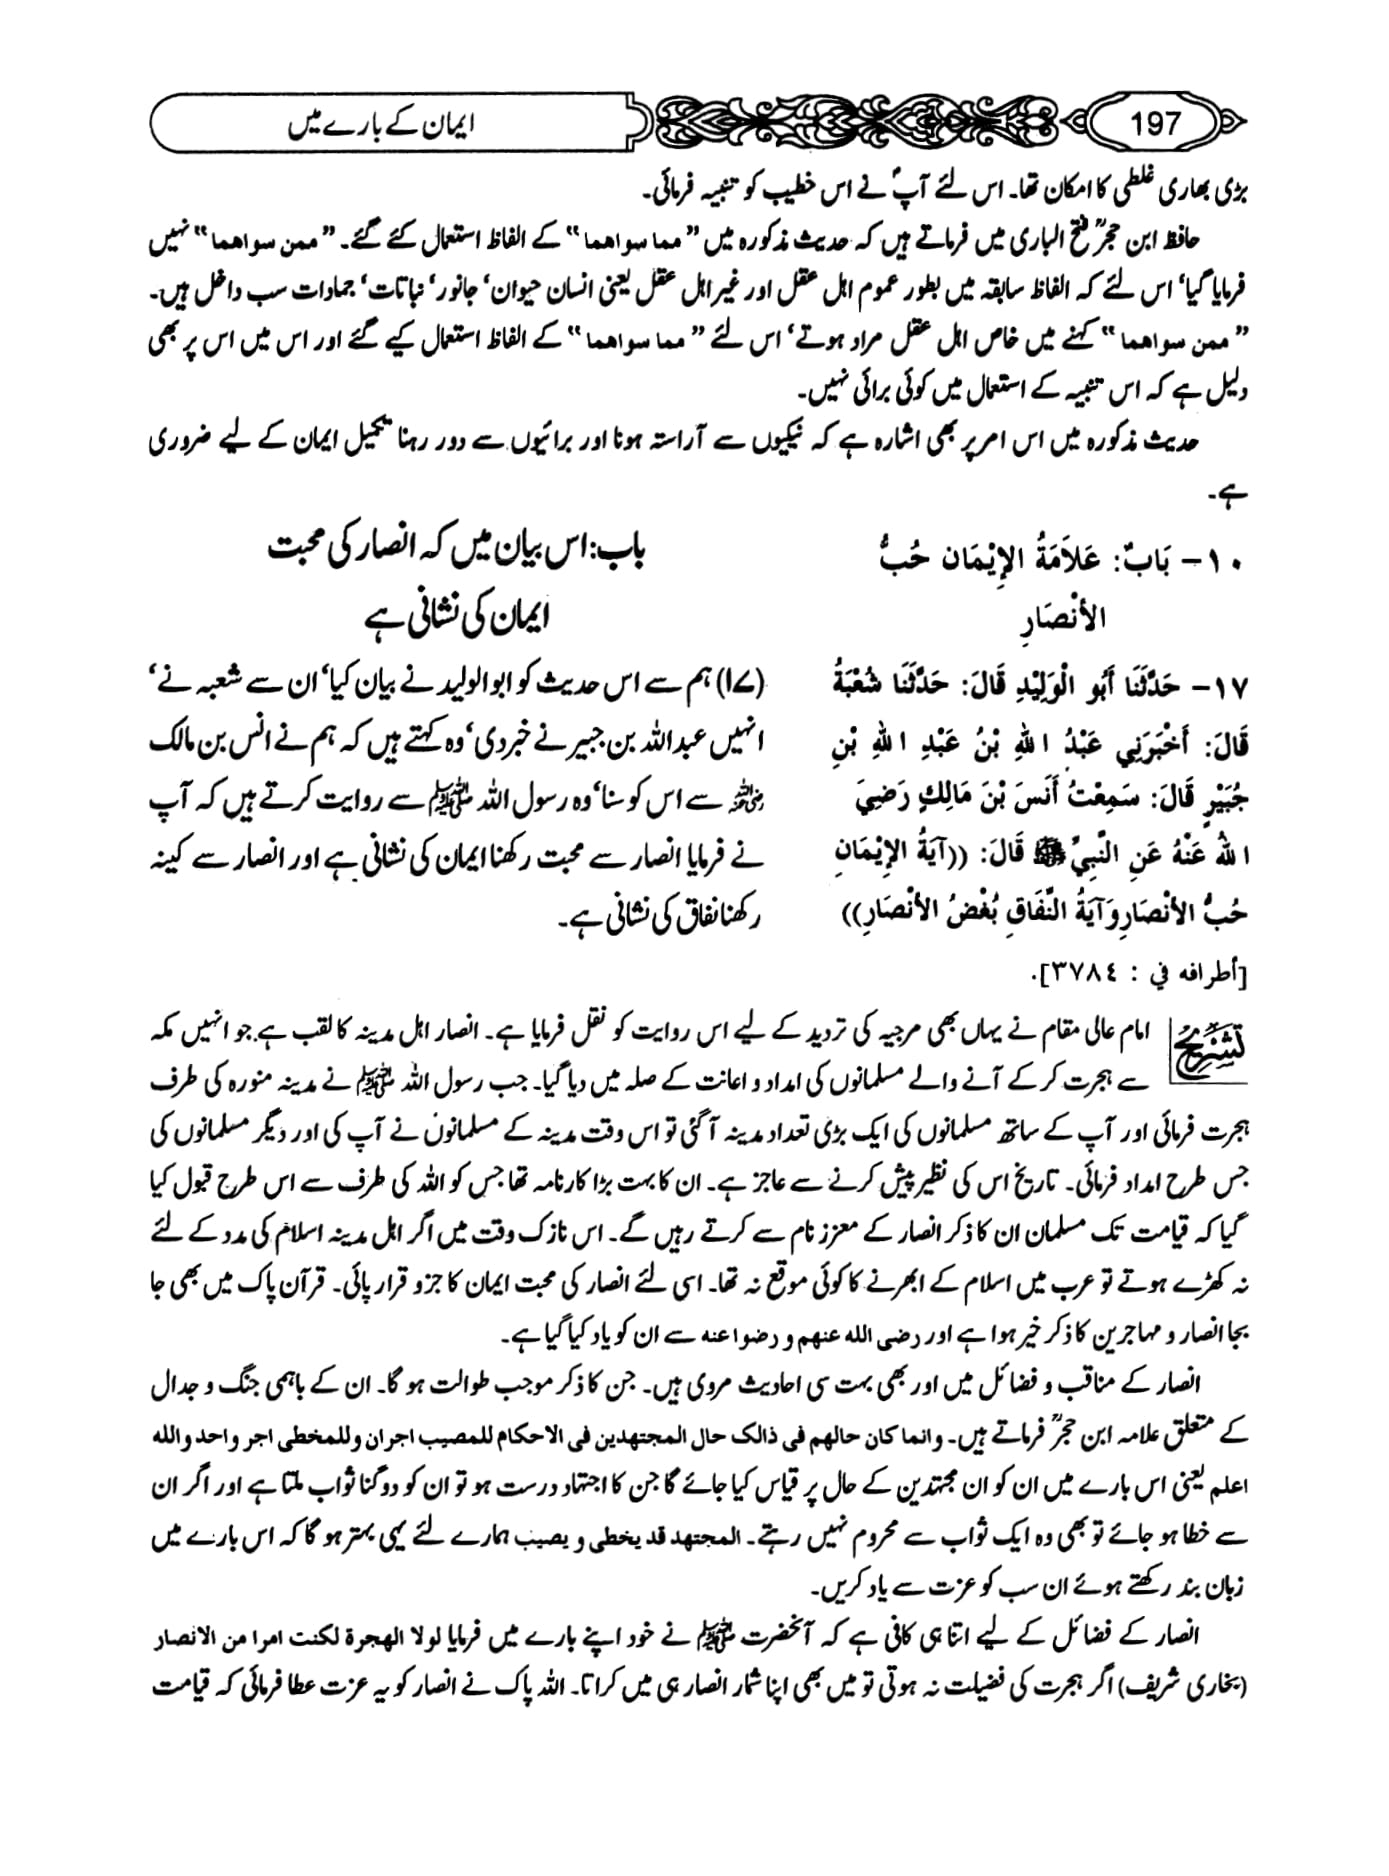 197
ایمان کے بارے میں
بڑی بھاری غلطی کا امکان تھا۔ اس لئے آپؐ نے اس خطیب کو تنبیہ فرمائی۔
حافظ ابن حجرؒ فتح الباری میں فرماتے ہیں کہ حدیث مذکورہ میں ”مما سواهما“ کے الفاظ استعمال کئے گئے۔ ”ممن سواهما“ نہیں
فرمایا گیا‘ اس لئے کہ الفاظ سابقہ میں بطور عموم اہل عقل اور غیر اہل عقل یعنی انسان حیوان‘ جانور‘ نباتات‘ جمادات سب داخل ہیں۔
”ممن سواهما“ کہنے میں خاص اہل عقل مراد ہوتے‘ اس لئے ”مما سواهما“ کے الفاظ استعمال کیے گئے اور اس میں اس پر بھی
دلیل ہے کہ اس تنبیہ کے استعمال میں کوئی برائی نہیں۔
حدیث مذکورہ میں اس امر پر بھی اشارہ ہے کہ نیکیوں سے آراستہ ہونا اور برائیوں سے دور رہنا تکمیل ایمان کے لیے ضروری
ہے۔
١٠- بَابٌ: عَلاَمَةُ الإِيْمَان حُبُّ
الأَنْصَارِ
باب: اس بیان میں کہ انصار کی محبت
ایمان کی نشانی ہے
١٧- حَدَّثَنَا أَبُو الْوَلِيْدِ قَالَ: حَدَّثَنَا شُعْبَةُ
قَالَ: أَخْبَرَنِي عَبْدُ اللهِ بْنُ عَبْدِ اللهِ بْنِ
جُبَيْرٍ قَالَ: سَمِعْتُ أَنَسَ بْنَ مَالِكٍ رَضِيَ
اللهُ عَنْهُ عَنِ النَّبِيِّ ﷺ قَالَ: ((آيَةُ الإِيْمَانِ
حُبُّ الأَنْصَارِ وَآيَةُ النِّفَاقِ بُغْضُ الأَنْصَارِ))
[أطرافه في : ٣٧٨٤].
(۱۷) ہم سے اس حدیث کو ابوالولید نے بیان کیا‘ ان سے شعبہ نے‘
انہیں عبداللہ بن جبیر نے خبر دی‘ وہ کہتے ہیں کہ ہم نے انس بن مالک
رضی اللہ عنہ سے اس کو سنا‘ وہ رسول اللہ ﷺ سے روایت کرتے ہیں کہ آپ
نے فرمایا انصار سے محبت رکھنا ایمان کی نشانی ہے اور انصار سے کینہ
رکھنا نفاق کی نشانی ہے۔
تشریح امام عالی مقام نے یہاں بھی مرجیہ کی تردید کے لیے اس روایت کو نقل فرمایا ہے۔ انصار اہل مدینہ کا لقب ہے جو انہیں مکہ
سے ہجرت کر کے آنے والے مسلمانوں کی امداد و اعانت کے صلہ میں دیا گیا۔ جب رسول اللہ ﷺ نے مدینہ منورہ کی طرف
ہجرت فرمائی اور آپ کے ساتھ مسلمانوں کی ایک بڑی تعداد مدینہ آگئی تو اس وقت مدینہ کے مسلمانوں نے آپ کی اور دیگر مسلمانوں کی
جس طرح امداد فرمائی۔ تاریخ اس کی نظیر پیش کرنے سے عاجز ہے۔ ان کا بہت بڑا کارنامہ تھا جس کو اللہ کی طرف سے اس طرح قبول کیا
گیا کہ قیامت تک مسلمان ان کا ذکر انصار کے معزز نام سے کرتے رہیں گے۔ اس نازک وقت میں اگر اہل مدینہ اسلام کی مدد کے لئے
نہ کھڑے ہوتے تو عرب میں اسلام کے ابھرنے کا کوئی موقع نہ تھا۔ اسی لئے انصار کی محبت ایمان کا جزو قرار پائی۔ قرآن پاک میں بھی جا
بجا انصار و مہاجرین کا ذکر خیر ہوا ہے اور رضی اللہ عنهم و رضوا عنه سے ان کو یاد کیا گیا ہے۔
انصار کے مناقب و فضائل میں اور بھی بہت سی احادیث مروی ہیں۔ جن کا ذکر موجب طوالت ہو گا۔ ان کے باہمی جنگ و جدال
کے متعلق علامہ ابن حجرؒ فرماتے ہیں۔ وانما کان حالهم فی ذالک حال المجتهدین فی الاحکام للمصیب اجران وللمخطی اجر واحد والله
اعلم یعنی اس بارے میں ان کو ان مجتہدین کے حال پر قیاس کیا جائے گا جن کا اجتہاد درست ہو تو ان کو دوگنا ثواب ملتا ہے اور اگر ان
سے خطا ہو جائے تو بھی وہ ایک ثواب سے محروم نہیں رہتے۔ المجتهد قد یخطی و یصیب ہمارے لئے یہی بہتر ہو گا کہ اس بارے میں
زبان بند رکھتے ہوئے ان سب کو عزت سے یاد کریں۔
انصار کے فضائل کے لیے اتنا ہی کافی ہے کہ آنحضرت ﷺ نے خود اپنے بارے میں فرمایا لولا الهجرة لکنت امرا من الانصار
(بخاری شریف) اگر ہجرت کی فضیلت نہ ہوتی تو میں بھی اپنا شمار انصار ہی میں کراتا۔ اللہ پاک نے انصار کو یہ عزت عطا فرمائی کہ قیامت